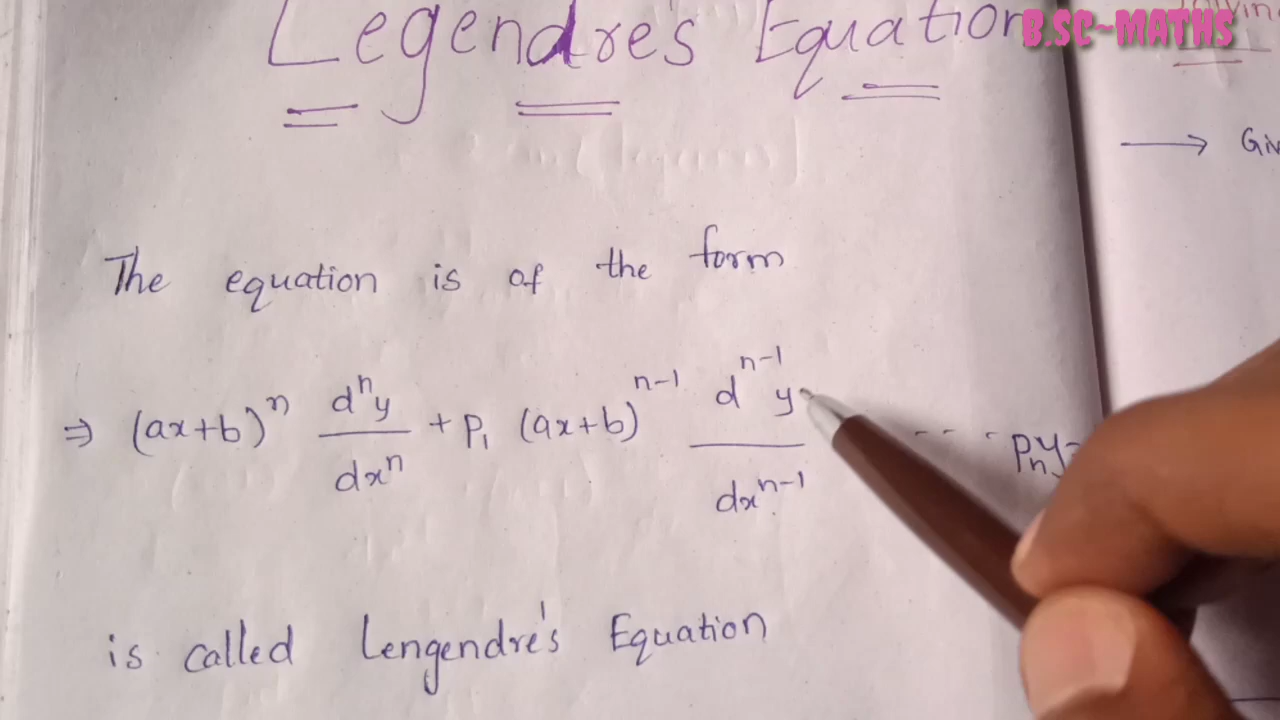 Legendre's Equation
B.SC~MATHS
The equation is of the form
⇒ (ax+b)ⁿ dⁿy/dxⁿ + P₁ (ax+b)ⁿ⁻¹ dⁿ⁻¹y/dxⁿ⁻¹ - - - Pₙy=
is called Lengendre's Equation